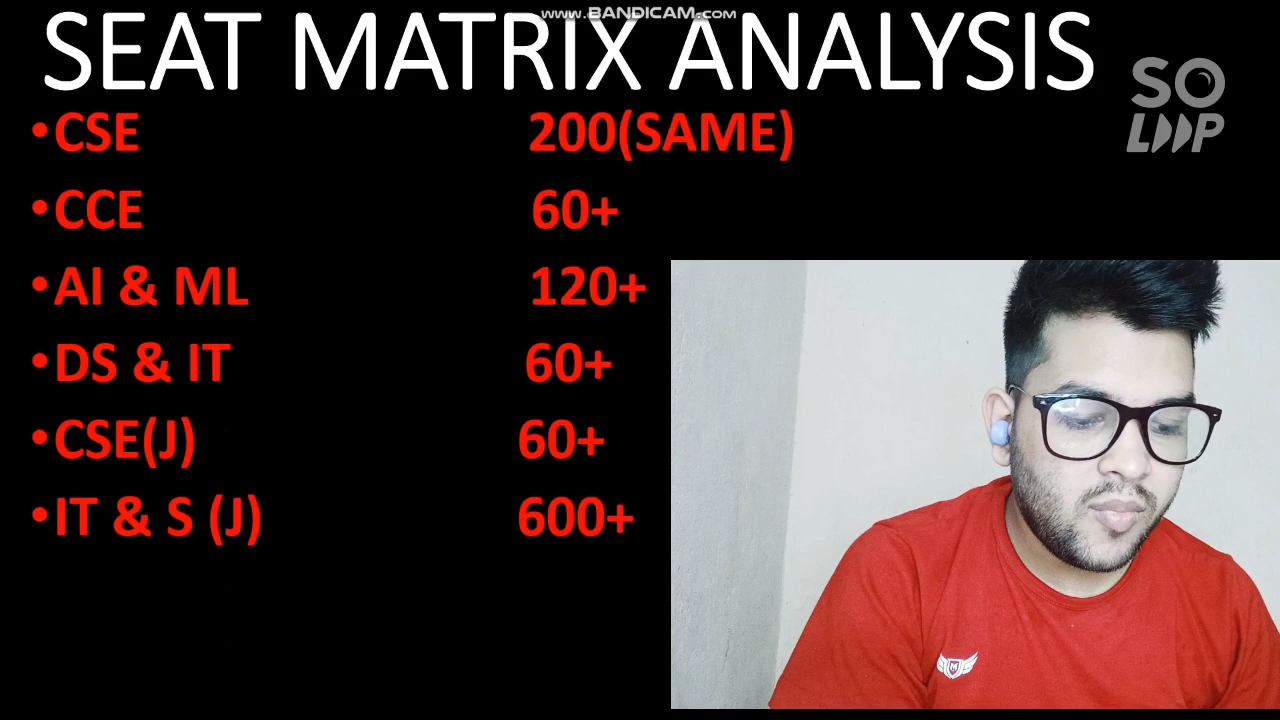 www.BANDICAM.com
SEAT MATRIX ANALYSIS
SO
LOOP
•CSE 200(SAME)
•CCE 60+
•AI & ML 120+
•DS & IT 60+
•CSE(J) 60+
•IT & S (J) 600+
M